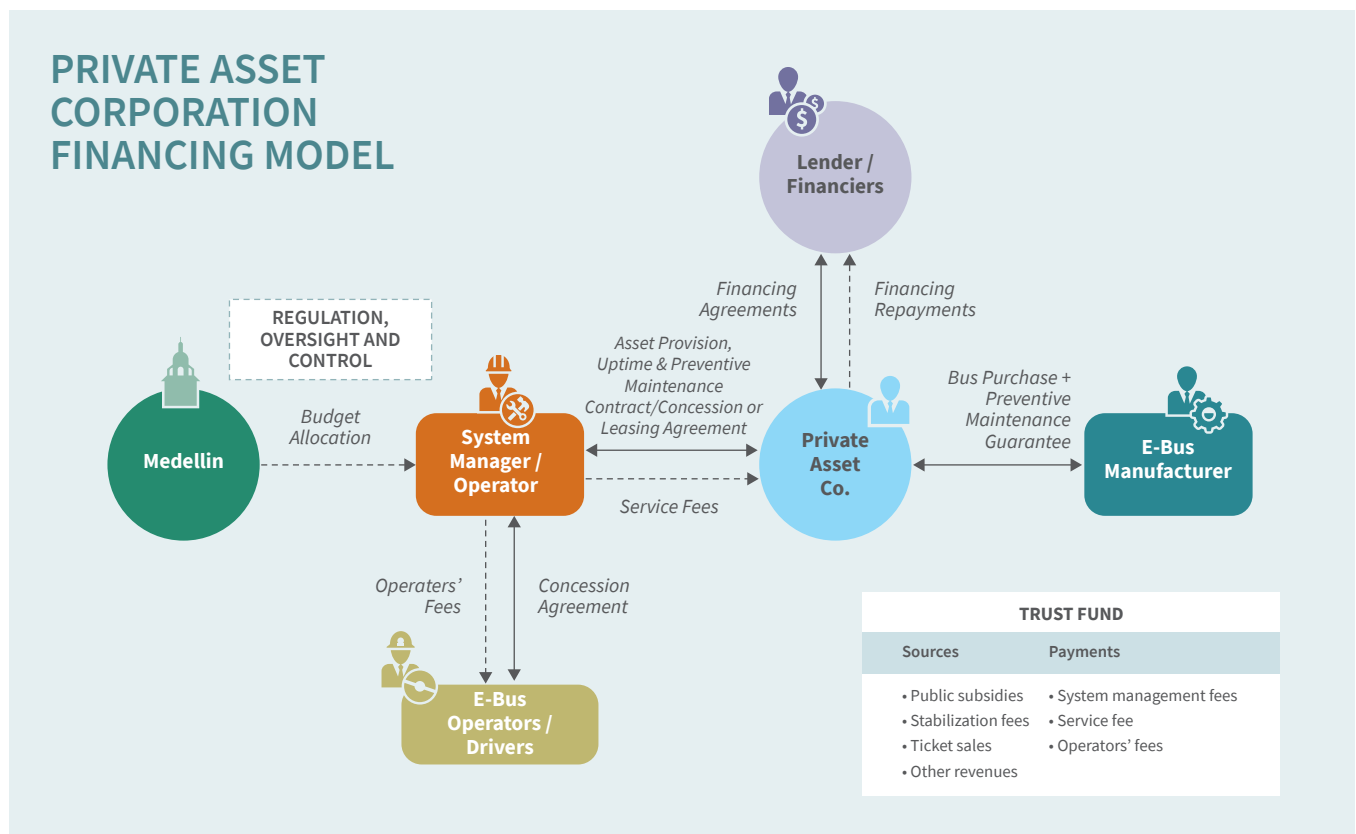 PRIVATE ASSET
CORPORATION
FINANCING MODEL
Lender /
Financiers
Financing
Agreements
Financing
Repayments
REGULATION,
OVERSIGHT AND
CONTROL
Asset Provision,
Uptime & Preventive
Maintenance
Contract/Concession or
Leasing Agreement
Bus Purchase +
Preventive
Maintenance
Guarantee
Budget
Allocation
Medellin
System
Manager /
Operator
Private
Asset
Co.
E-Bus
Manufacturer
Service Fees
Operaters’
Fees
Concession
Agreement
E-Bus
Operators /
Drivers
TRUST FUND
Sources
Payments
• Public subsidies
• Stabilization fees
• Ticket sales
• Other revenues
• System management fees
• Service fee
• Operators’ fees
$
$